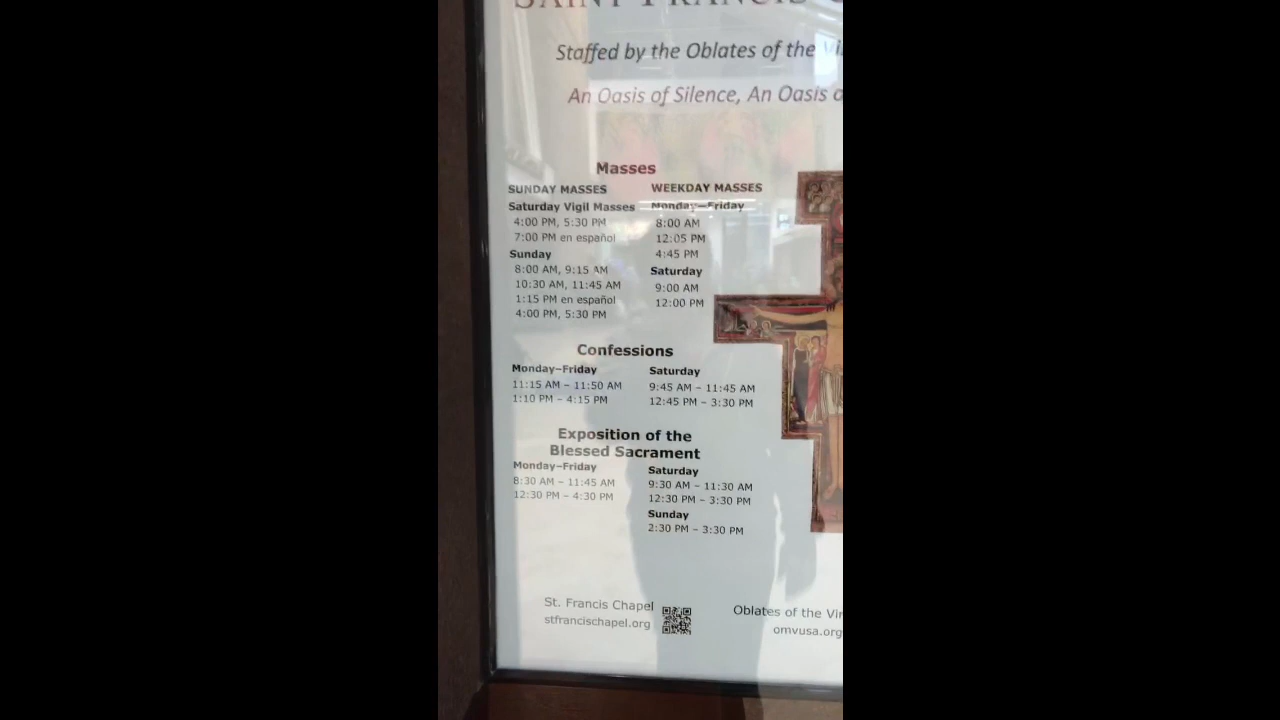 SAINT FRANCIS
Staffed by the Oblates of the
An Oasis of Silence, An Oasis
Masses
SUNDAY MASSES
Saturday Vigil Masses
4:00 PM, 5:30 PM
7:00 PM en español
Sunday
8:00 AM, 9:15 AM
10:30 AM, 11:45 AM
1:15 PM en español
4:00 PM, 5:30 PM
WEEKDAY MASSES
Monday–Friday
8:00 AM
12:05 PM
4:45 PM
Saturday
9:00 AM
12:00 PM
Confessions
Monday–Friday
11:15 AM – 11:50 AM
1:10 PM – 4:15 PM
Saturday
9:45 AM – 11:45 AM
12:45 PM – 3:30 PM
Exposition of the
Blessed Sacrament
Monday–Friday
8:30 AM – 11:45 AM
12:30 PM – 4:30 PM
Saturday
9:30 AM – 11:30 AM
12:30 PM – 3:30 PM
Sunday
2:30 PM – 3:30 PM
St. Francis Chapel
stfrancischapel.org
Oblates of the Vir
omvusa.org